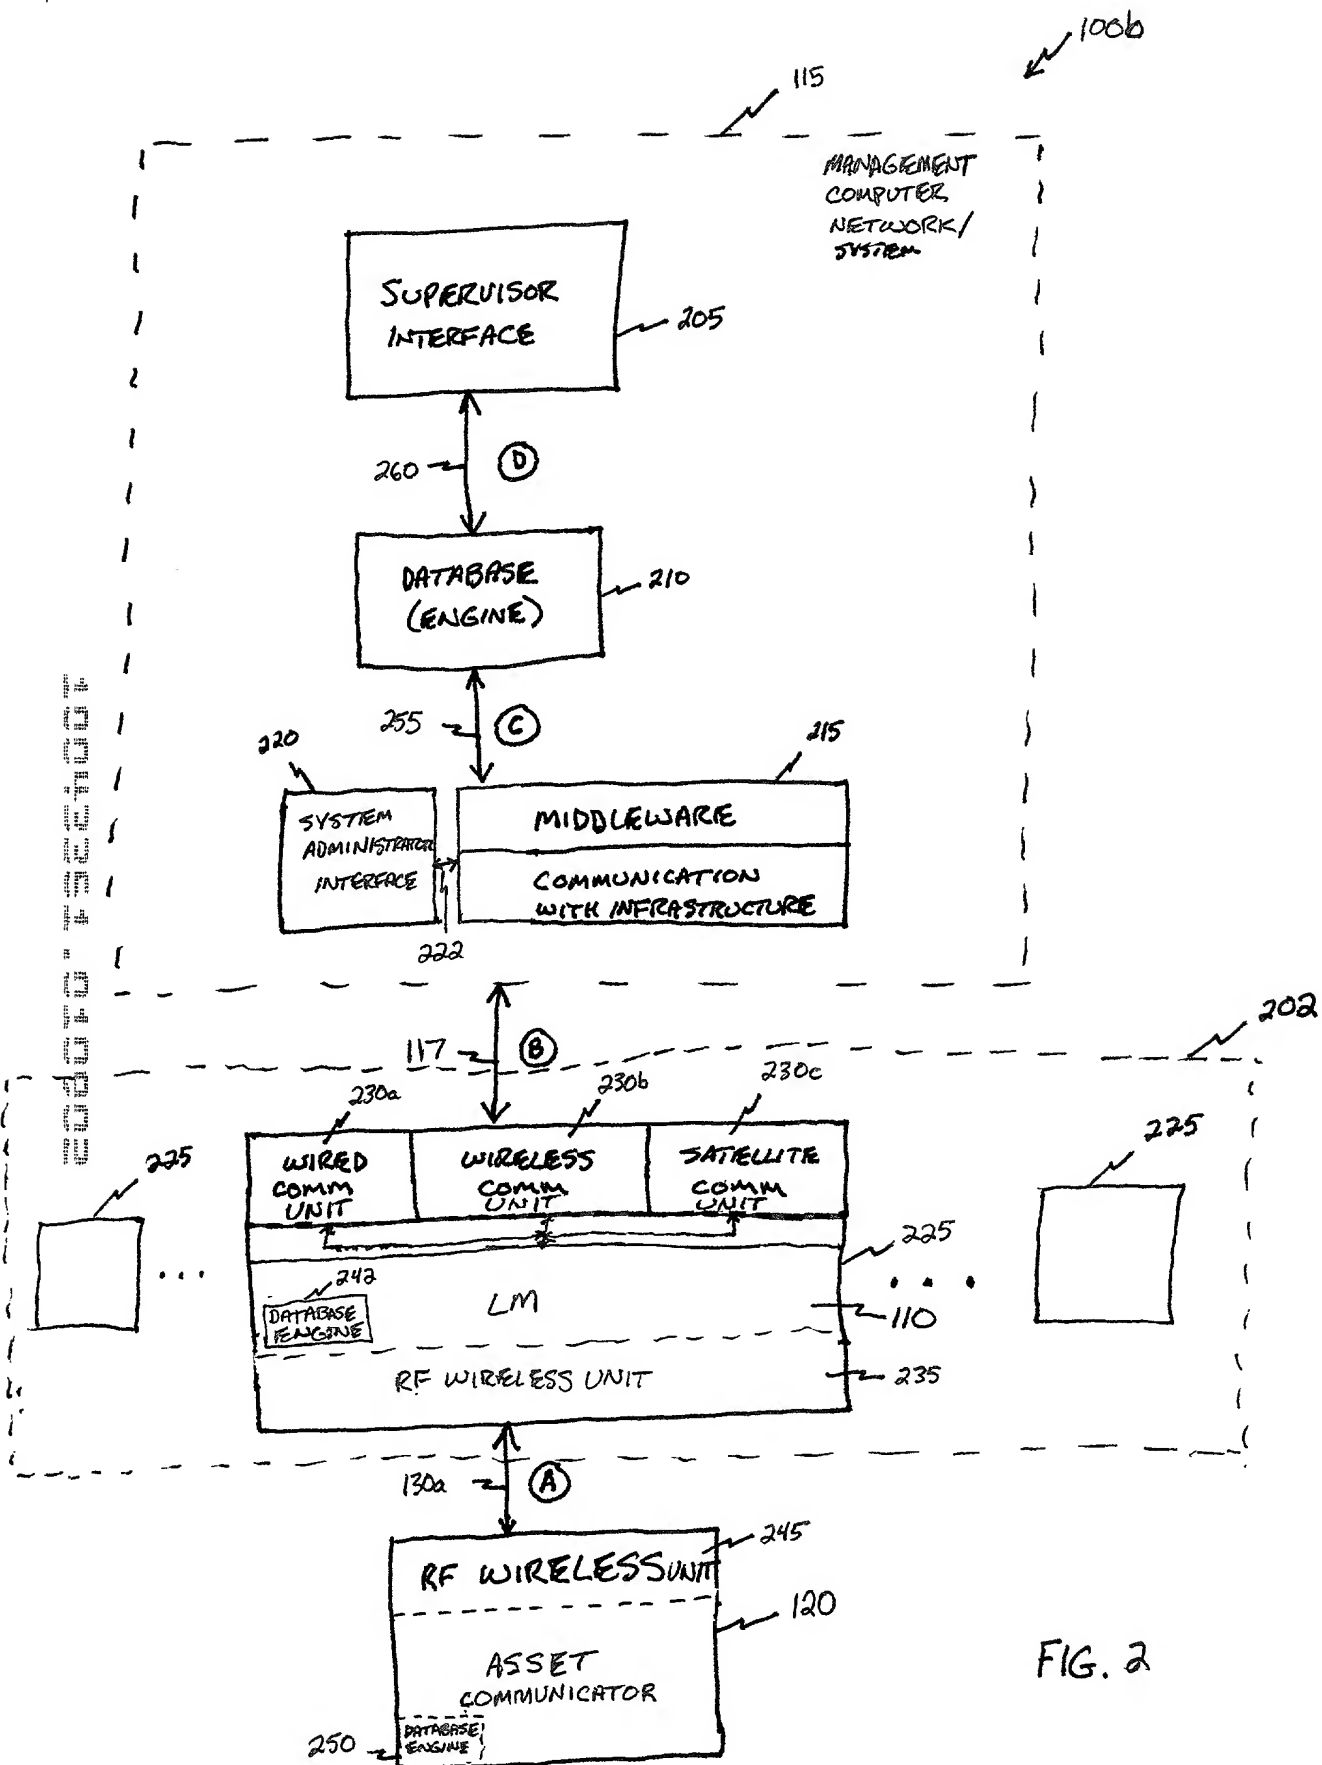 100b
115
MANAGEMENT
COMPUTER
NETWORK/
SYSTEM
SUPERVISOR
INTERFACE
205
260
D
DATABASE
(ENGINE)
210
255
C
220
215
SYSTEM
ADMINISTRATOR
INTERFACE
MIDDLEWARE
COMMUNICATION
WITH INFRASTRUCTURE
222
10043351.010902
202
117
B
230a
230b
230c
225
225
WIRED
COMM
UNIT
WIRELESS
COMM
UNIT
SATELLITE
COMM
UNIT
225
...
242
DATABASE
ENGINE
LM
110
...
RF WIRELESS UNIT
235
130a
A
RF WIRELESS UNIT
245
120
ASSET
COMMUNICATOR
DATABASE
ENGINE
250
FIG. 2